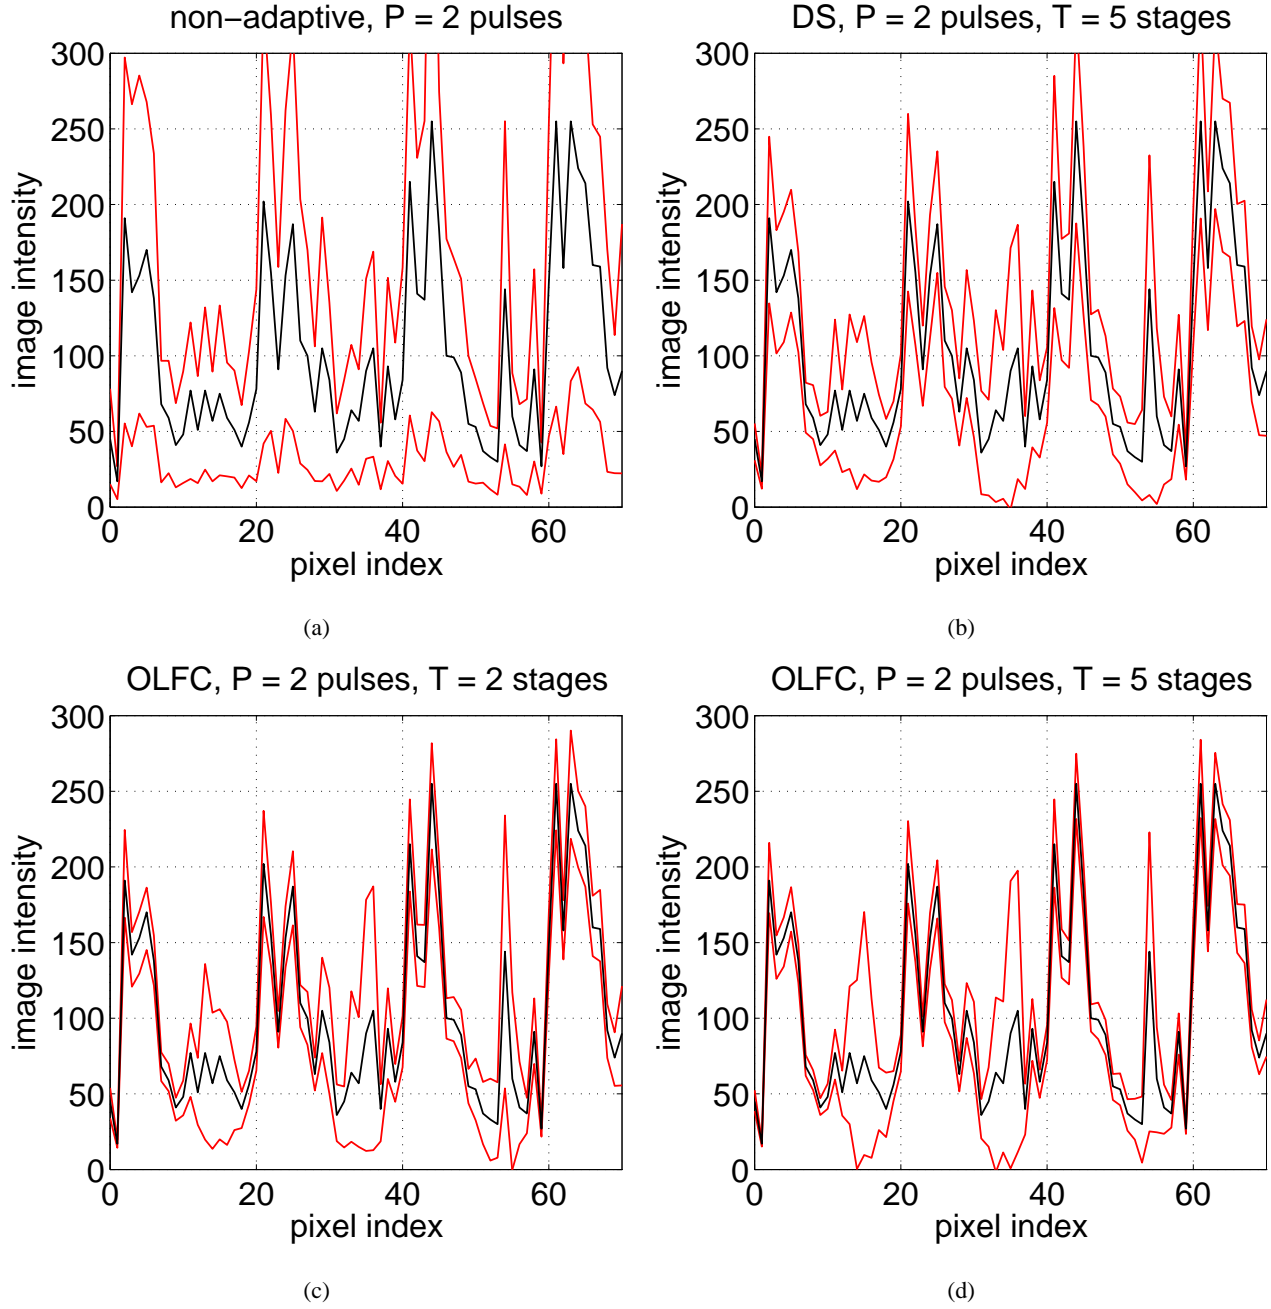 non−adaptive, P = 2 pulses
300
250
200
150
100
50
0
image intensity
0 20 40 60
pixel index
(a)
DS, P = 2 pulses, T = 5 stages
300
250
200
150
100
50
0
image intensity
0 20 40 60
pixel index
(b)
OLFC, P = 2 pulses, T = 2 stages
300
250
200
150
100
50
0
image intensity
0 20 40 60
pixel index
(c)
OLFC, P = 2 pulses, T = 5 stages
300
250
200
150
100
50
0
image intensity
0 20 40 60
pixel index
(d)